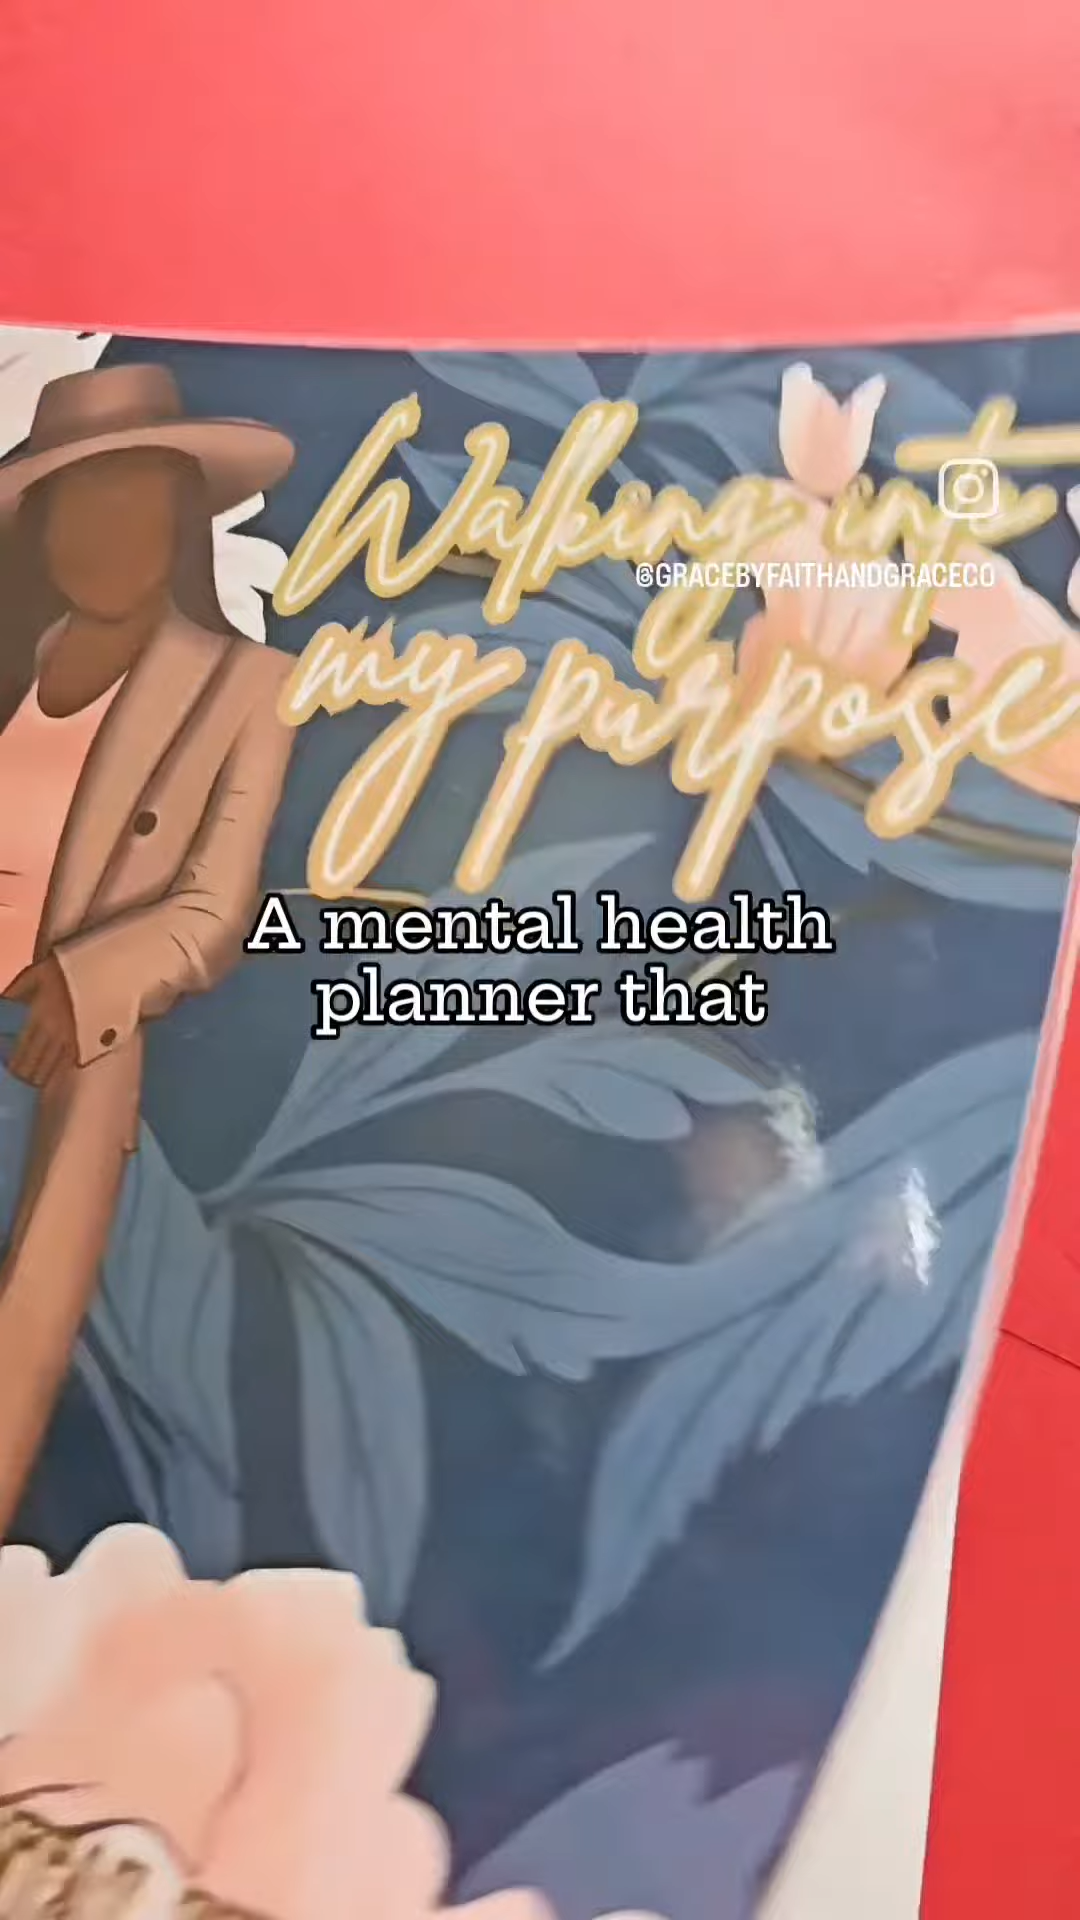 Walking into
@GRACEBYFAITHANDGRACECO
my purpose
A mental health
planner that